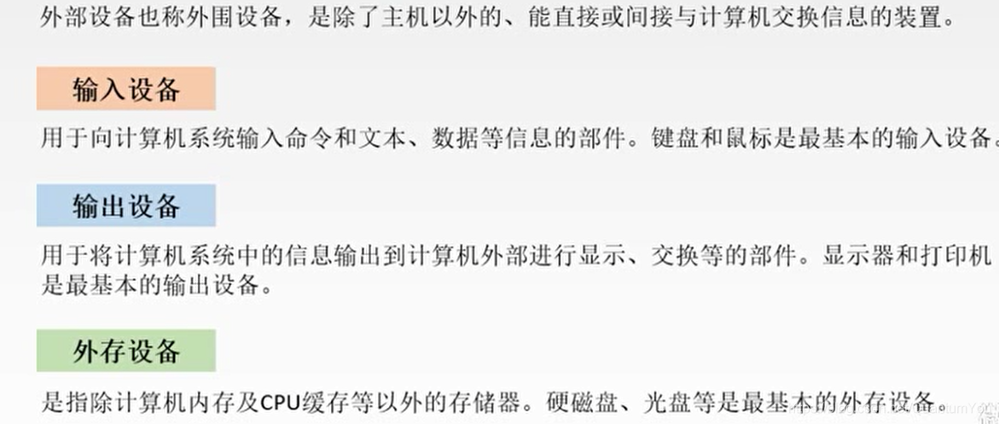 外部设备也称外围设备，是除了主机以外的、能直接或间接与计算机交换信息的装置。
输入设备
用于向计算机系统输入命令和文本、数据等信息的部件。键盘和鼠标是最基本的输入设备。
输出设备
用于将计算机系统中的信息输出到计算机外部进行显示、交换等的部件。显示器和打印机
是最基本的输出设备。
外存设备
是指除计算机内存及CPU缓存等以外的存储器。硬磁盘、光盘等是最基本的外存设备。